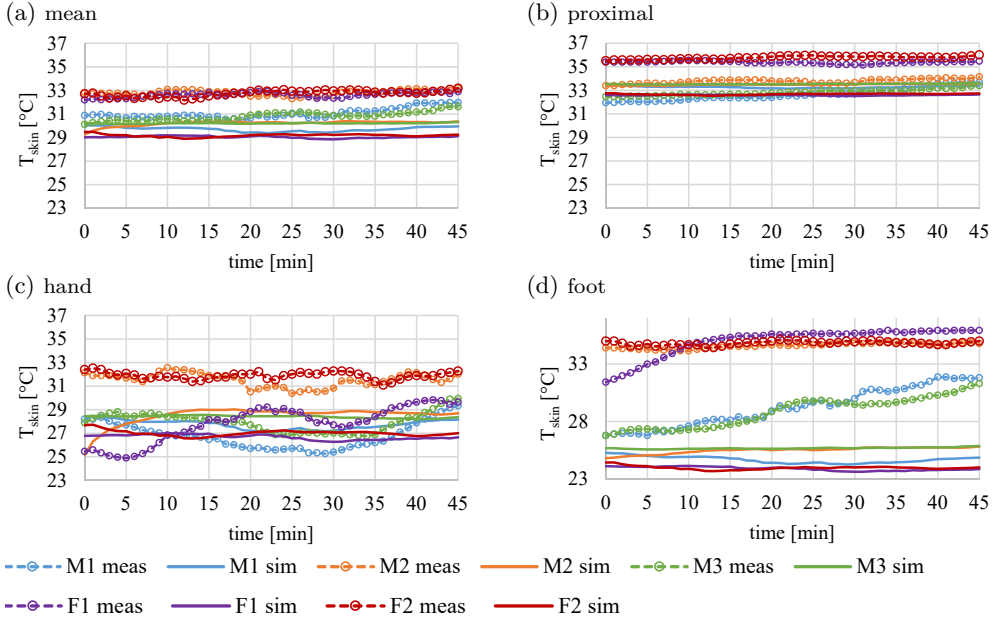 (a) mean
37
35
33
31
29
27
25
23
T_skin [°C]
0 5 10 15 20 25 30 35 40 45
time [min]
(b) proximal
37
35
33
31
29
27
25
23
T_skin [°C]
0 5 10 15 20 25 30 35 40 45
time [min]
(c) hand
37
35
33
31
29
27
25
23
T_skin [°C]
0 5 10 15 20 25 30 35 40 45
time [min]
(d) foot
33
28
23
T_skin [°C]
0 5 10 15 20 25 30 35 40 45
time [min]
M1 meas M1 sim M2 meas M2 sim M3 meas M3 sim
F1 meas F1 sim F2 meas F2 sim